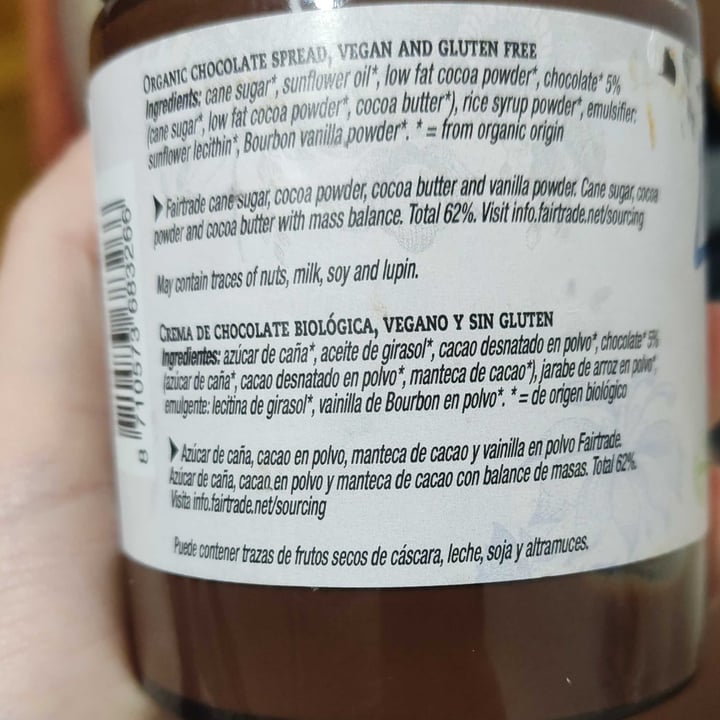 ORGANIC CHOCOLATE SPREAD, VEGAN AND GLUTEN FREE
Ingredients: cane sugar*, sunflower oil*, low fat cocoa powder*, chocolate* 5%
(cane sugar*, low fat cocoa powder*, cocoa butter*), rice syrup powder*, emulsifier:
sunflower lecithin*, Bourbon vanilla powder*. * = from organic origin
Fairtrade cane sugar, cocoa powder, cocoa butter and vanilla powder. Cane sugar, cocoa
powder and cocoa butter with mass balance. Total 62%. Visit info.fairtrade.net/sourcing
May contain traces of nuts, milk, soy and lupin.
CREMA DE CHOCOLATE BIOLÓGICA, VEGANO Y SIN GLUTEN
Ingredientes: azúcar de caña*, aceite de girasol*, cacao desnatado en polvo*, chocolate* 5%
(azúcar de caña*, cacao desnatado en polvo*, manteca de cacao*), jarabe de arroz en polvo*,
emulgente: lecitina de girasol*, vainilla de Bourbon en polvo*. * = de origen biológico
Azúcar de caña, cacao en polvo, manteca de cacao y vainilla en polvo Fairtrade.
Azúcar de caña, cacao en polvo y manteca de cacao con balance de masas. Total 62%.
Visita info.fairtrade.net/sourcing
Puede contener trazas de frutos secos de cáscara, leche, soja y altramuces.
8 710573 683266